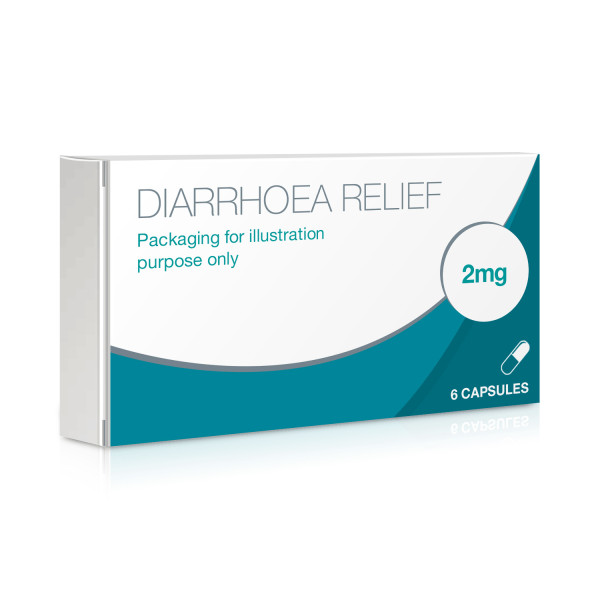 DIARRHOEA RELIEF
Packaging for illustration
purpose only
2mg
6 CAPSULES